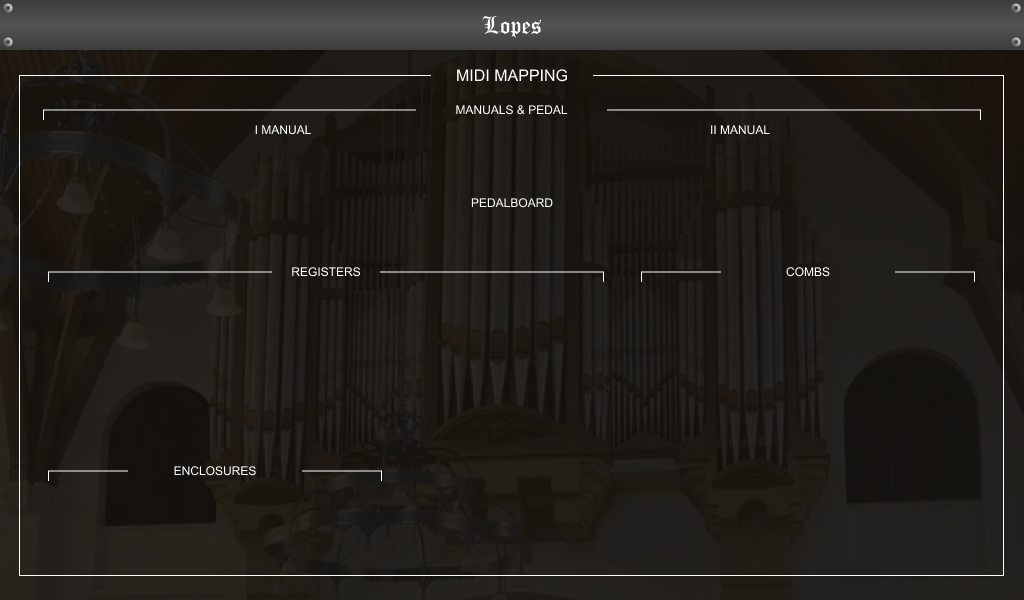 Lopes
MIDI MAPPING
MANUALS & PEDAL
I MANUAL
II MANUAL
PEDALBOARD
REGISTERS
COMBS
ENCLOSURES